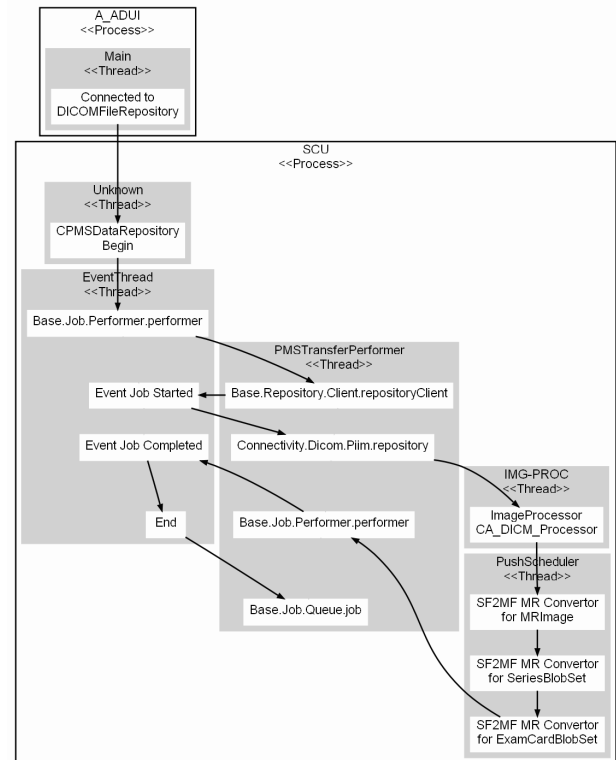 A_ADUI
<<Process>>
Main
<<Thread>>
Connected to
DICOMFileRepository
SCU
<<Process>>
Unknown
<<Thread>>
CPMSDataRepository
Begin
EventThread
<<Thread>>
Base.Job.Performer.performer
PMSTransferPerformer
<<Thread>>
Event Job Started
Base.Repository.Client.repositoryClient
Event Job Completed
Connectivity.Dicom.Piim.repository
IMG-PROC
<<Thread>>
ImageProcessor
CA_DICM_Processor
End
Base.Job.Performer.performer
PushScheduler
<<Thread>>
SF2MF MR Convertor
for MRImage
Base.Job.Queue.job
SF2MF MR Convertor
for SeriesBlobSet
SF2MF MR Convertor
for ExamCardBlobSet